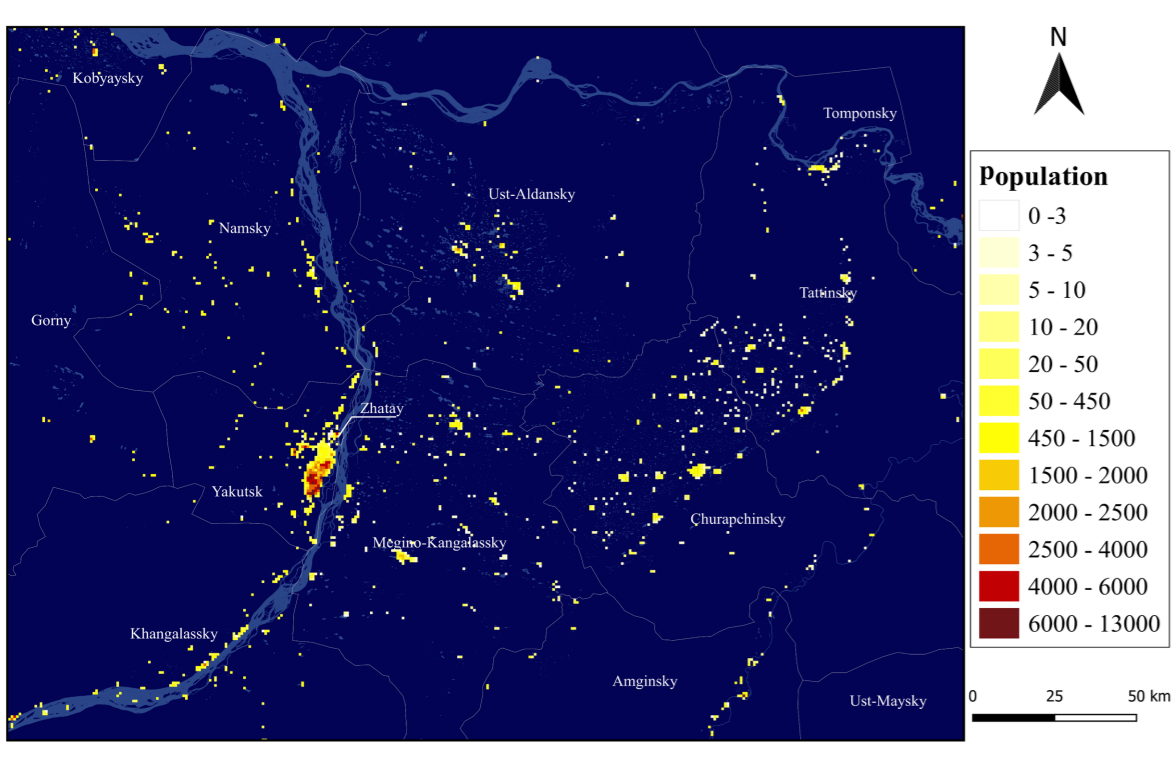 N
Kobyaysky
Tomponsky
Population
Ust-Aldansky
0 -3
Namsky
3 - 5
Tattinsky
5 - 10
Gorny
10 - 20
20 - 50
Zhatay
50 - 450
450 - 1500
Yakutsk
1500 - 2000
Churapchinsky
2000 - 2500
Megino-Kangalassky
2500 - 4000
4000 - 6000
Khangalassky
6000 - 13000
Amginsky
Ust-Maysky
0 25 50 km